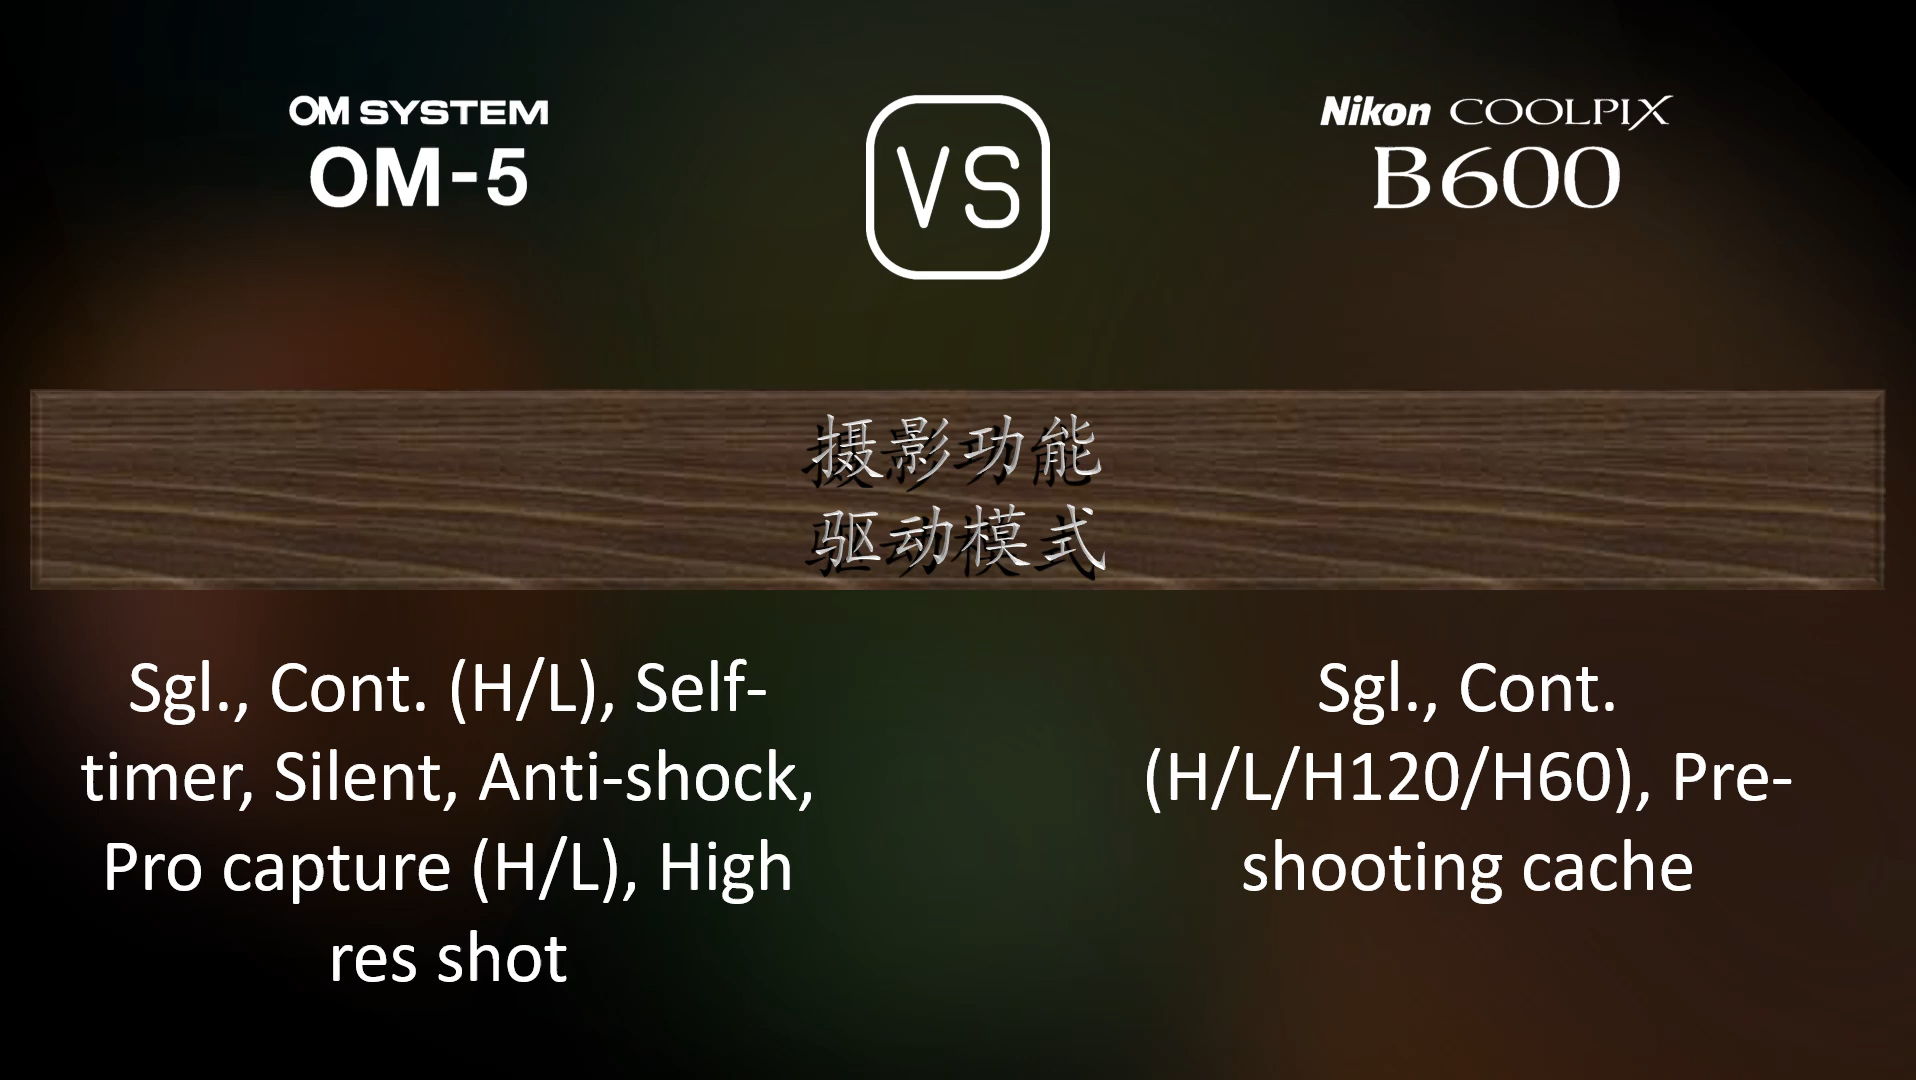 OM SYSTEM
OM-5
VS
Nikon COOLPIX
B600
摄影功能
驱动模式
Sgl., Cont. (H/L), Self-
timer, Silent, Anti-shock,
Pro capture (H/L), High
res shot
Sgl., Cont.
(H/L/H120/H60), Pre-
shooting cache